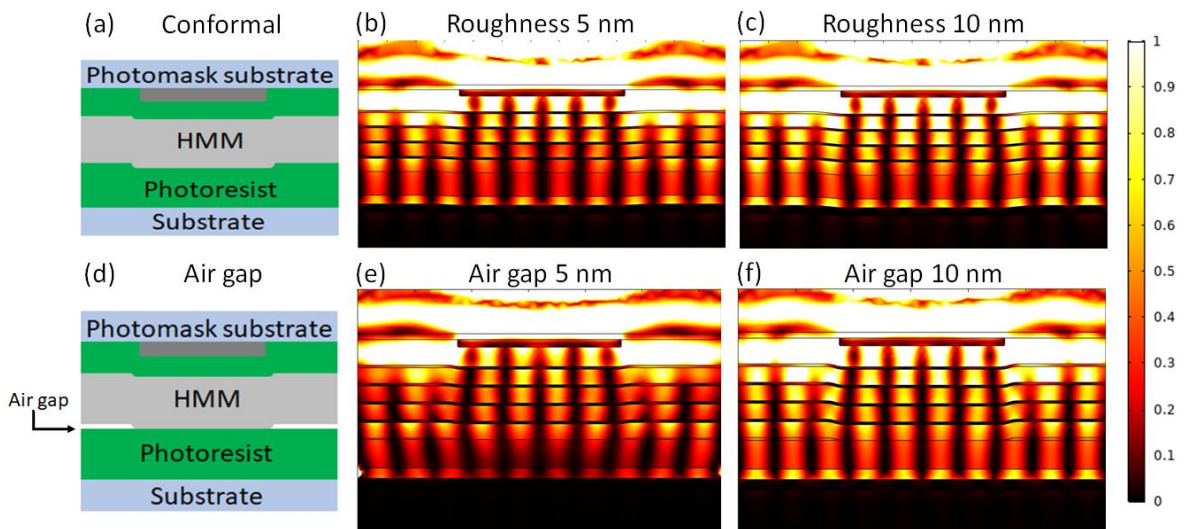 (a) Conformal
Photomask substrate
HMM
Photoresist
Substrate
(b) Roughness 5 nm
(c) Roughness 10 nm
1
0.9
0.8
0.7
0.6
0.5
0.4
0.3
0.2
0.1
0
(d) Air gap
Photomask substrate
HMM
Air gap
Photoresist
Substrate
(e) Air gap 5 nm
(f) Air gap 10 nm